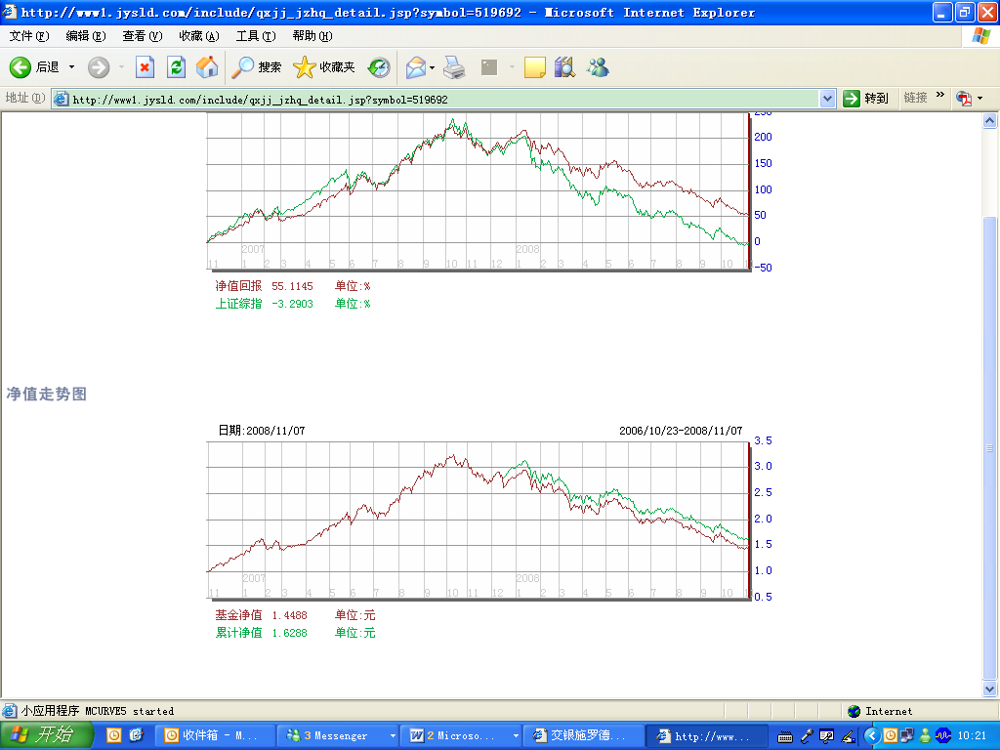 http://www1.jysld.com/include/qxjj_jzhq_detail.jsp?symbol=519692 - Microsoft Internet Explorer
文件(F) 编辑(E) 查看(V) 收藏(A) 工具(T) 帮助(H)
后退 搜索 收藏夹
地址(D) http://www1.jysld.com/include/qxjj_jzhq_detail.jsp?symbol=519692 转到 链接 »
250
200
150
100
50
0
-50
2007 2008
11 1 2 3 4 5 6 7 8 9 10 11 12 1 2 3 4 5 6 7 8 9 10
净值回报 55.1145 单位:%
上证综指 -3.2903 单位:%
净值走势图
日期:2008/11/07 2006/10/23-2008/11/07
3.5
3.0
2.5
2.0
1.5
1.0
0.5
2007 2008
11 1 2 3 4 5 6 7 8 9 10 11 12 1 2 3 4 5 6 7 8 9 10
基金净值 1.4488 单位:元
累计净值 1.6288 单位:元
小应用程序 MCURVE5 started Internet
开始 收件箱 - M... 3 Messenger 2 Microso... 交银施罗德... http://www... 10:21